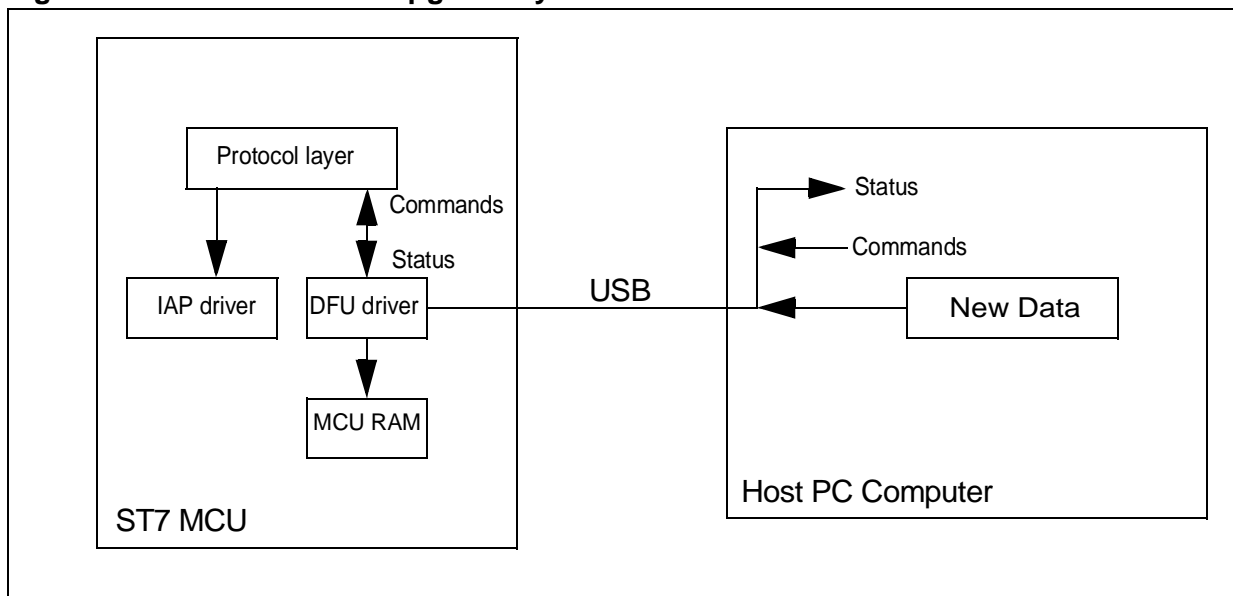 Protocol layer
Commands
Status
IAP driver
DFU driver
MCU RAM
ST7 MCU
USB
Status
Commands
New Data
Host PC Computer